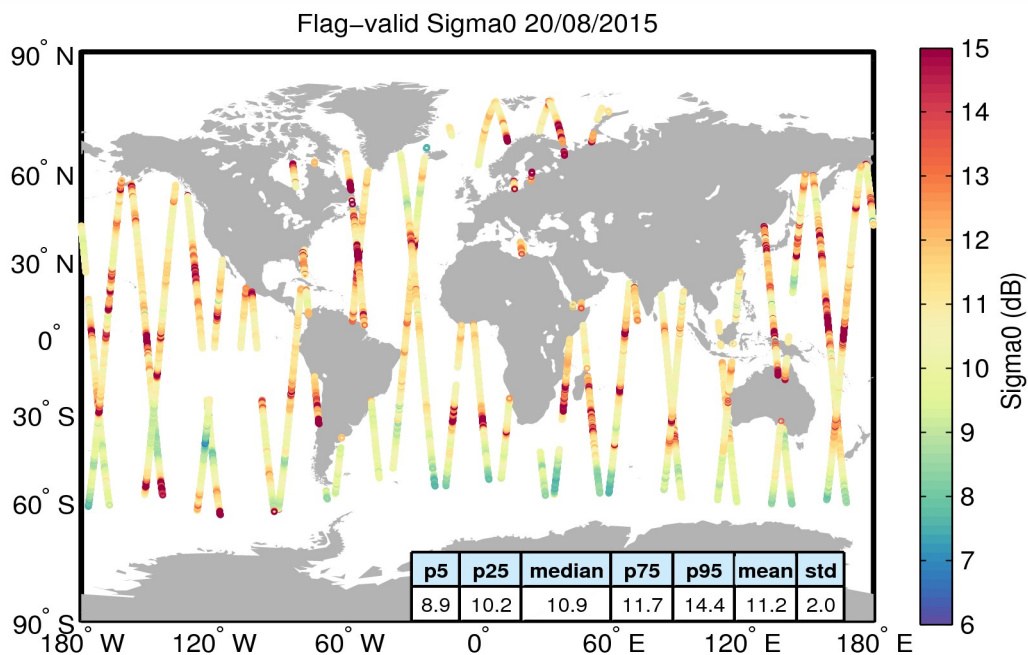 Flag−valid Sigma0 20/08/2015
90° N
60° N
30° N
0°
30° S
60° S
90° S
180° W
120° W
60° W
0°
60° E
120° E
180° E
p5 p25 median p75 p95 mean std
8.9 10.2 10.9 11.7 14.4 11.2 2.0
15
14
13
12
11
10
9
8
7
6
Sigma0 (dB)